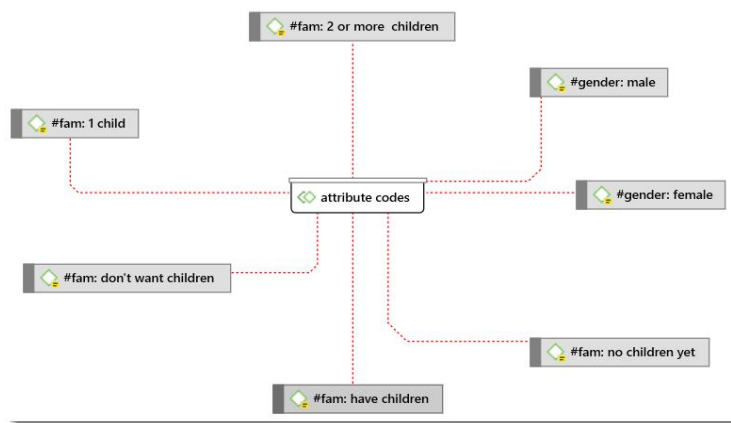 #fam: 2 or more children
#gender: male
#fam: 1 child
#gender: female
attribute codes
#fam: don't want children
#fam: no children yet
#fam: have children